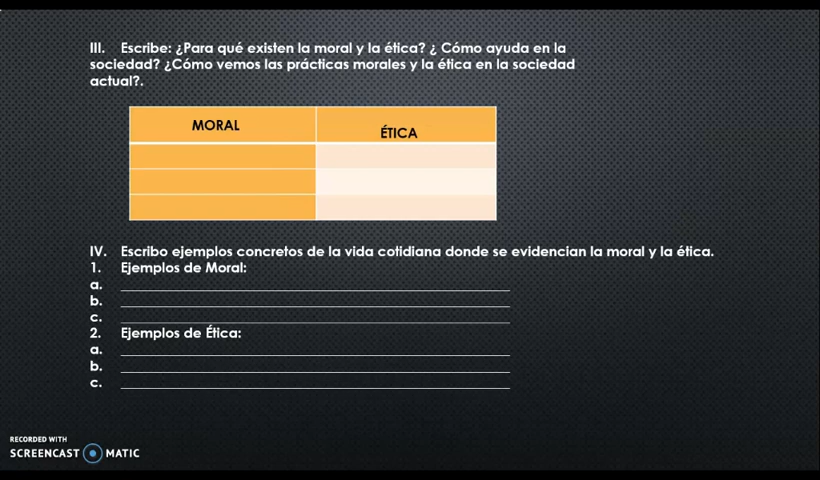 III. Escribe: ¿Para qué existen la moral y la ética? ¿ Cómo ayuda en la
sociedad? ¿Cómo vemos las prácticas morales y la ética en la sociedad
actual?.
MORAL
ÉTICA
IV. Escribo ejemplos concretos de la vida cotidiana donde se evidencian la moral y la ética.
1. Ejemplos de Moral:
a.
b.
c.
2. Ejemplos de Ética:
a.
b.
c.
RECORDED WITH
SCREENCAST MATIC